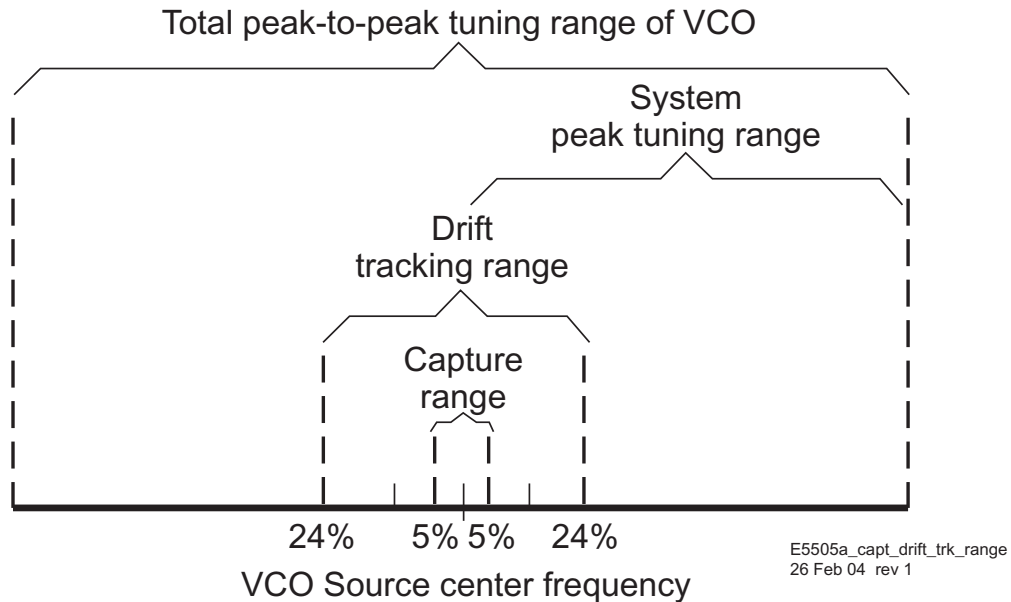 Total peak-to-peak tuning range of VCO
System
peak tuning range
Drift
tracking range
Capture
range
24% 5% 5% 24%
VCO Source center frequency
E5505a_capt_drift_trk_range
26 Feb 04 rev 1